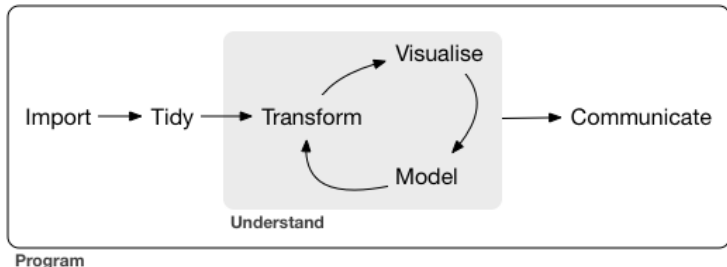 Visualise
Import
Tidy
Transform
Communicate
Model
Understand
Program